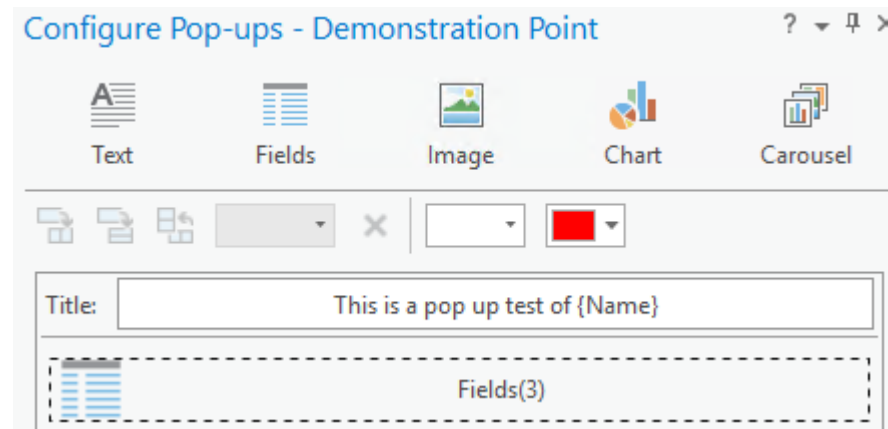 Configure Pop-ups - Demonstration Point ?
Text Fields Image Chart Carousel
Title: This is a pop up test of {Name}
Fields(3)